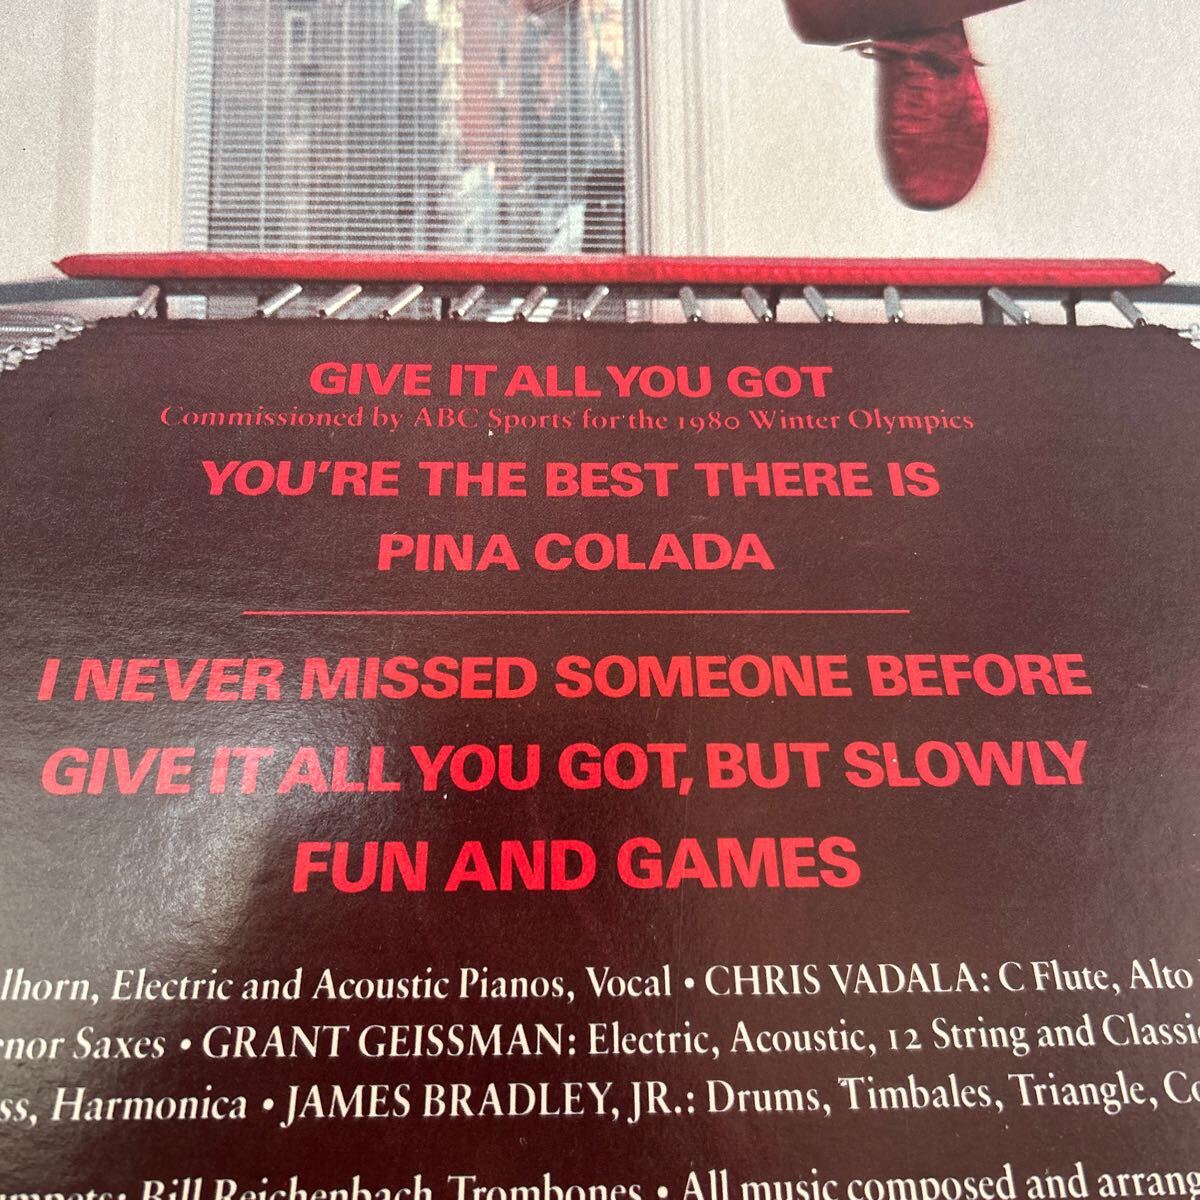 GIVE IT ALL YOU GOT
Commissioned by ABC Sports for the 1980 Winter Olympics
YOU'RE THE BEST THERE IS
PINA COLADA
I NEVER MISSED SOMEONE BEFORE
GIVE IT ALL YOU GOT, BUT SLOWLY
FUN AND GAMES
lhorn, Electric and Acoustic Pianos, Vocal • CHRIS VADALA: C Flute, Alto
nor Saxes • GRANT GEISSMAN: Electric, Acoustic, 12 String and Classi
ss, Harmonica • JAMES BRADLEY, JR.: Drums, Timbales, Triangle, Co
umpets; Bill Reichenbach, Trombones • All music composed and arrang